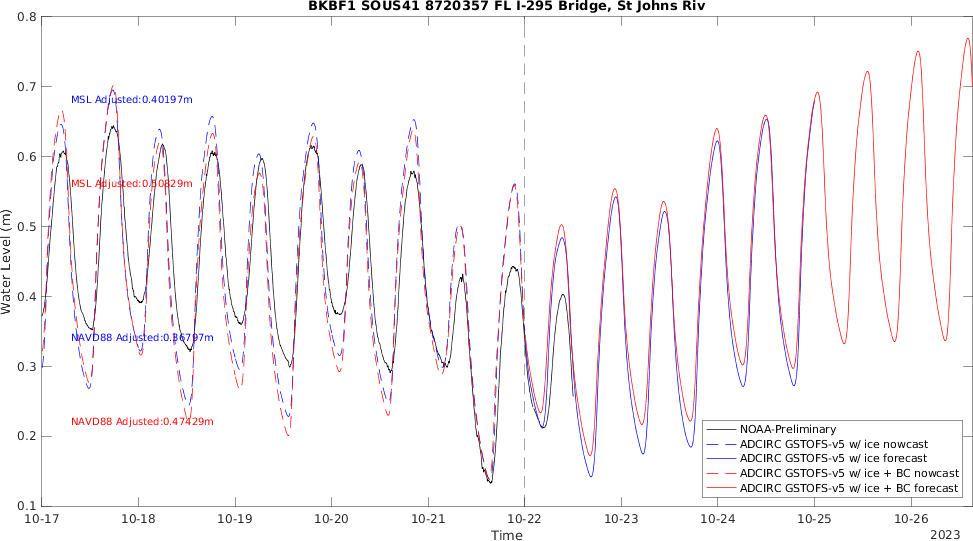 BKBF1 SOUS41 8720357 FL I-295 Bridge, St Johns Riv
0.8
0.7
0.6
0.5
0.4
0.3
0.2
0.1
Water Level (m)
MSL Adjusted:0.40197m
MSL Adjusted:0.50829m
NAVD88 Adjusted:0.36797m
NAVD88 Adjusted:0.47429m
NOAA-Preliminary
ADCIRC GSTOFS-v5 w/ ice nowcast
ADCIRC GSTOFS-v5 w/ ice forecast
ADCIRC GSTOFS-v5 w/ ice + BC nowcast
ADCIRC GSTOFS-v5 w/ ice + BC forecast
10-17 10-18 10-19 10-20 10-21 10-22 10-23 10-24 10-25 10-26
Time
2023